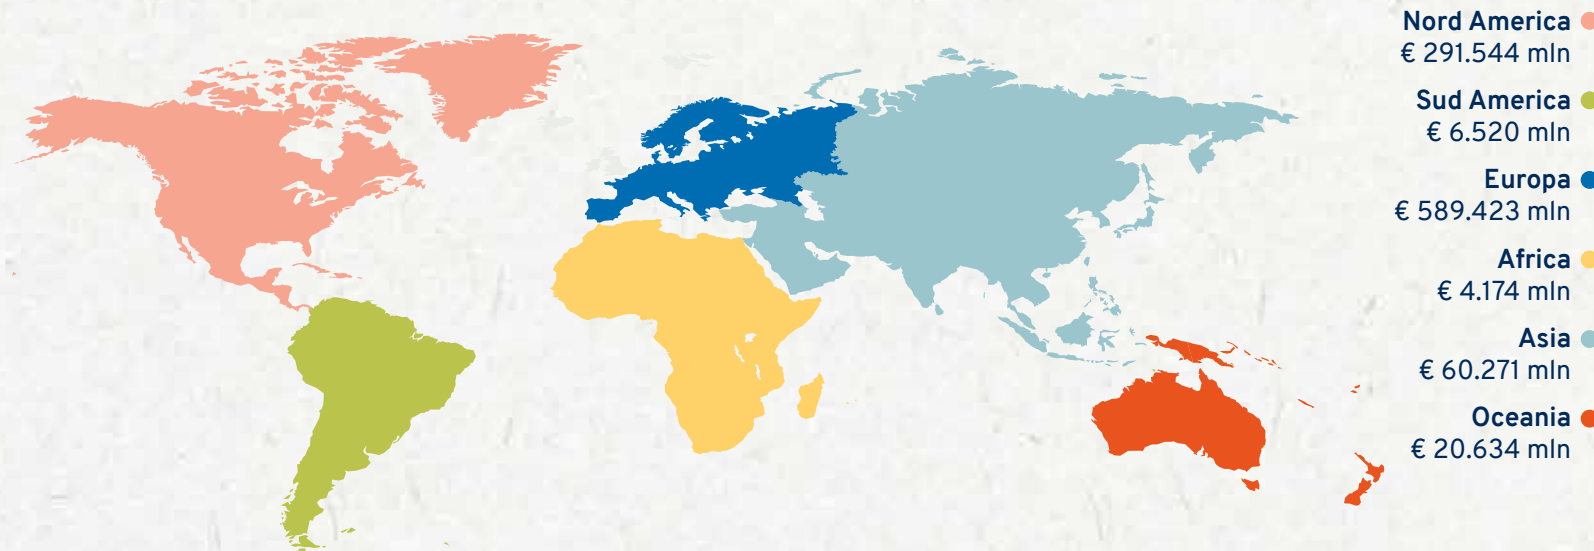 Nord America
€ 291.544 mln
Sud America
€ 6.520 mln
Europa
€ 589.423 mln
Africa
€ 4.174 mln
Asia
€ 60.271 mln
Oceania
€ 20.634 mln